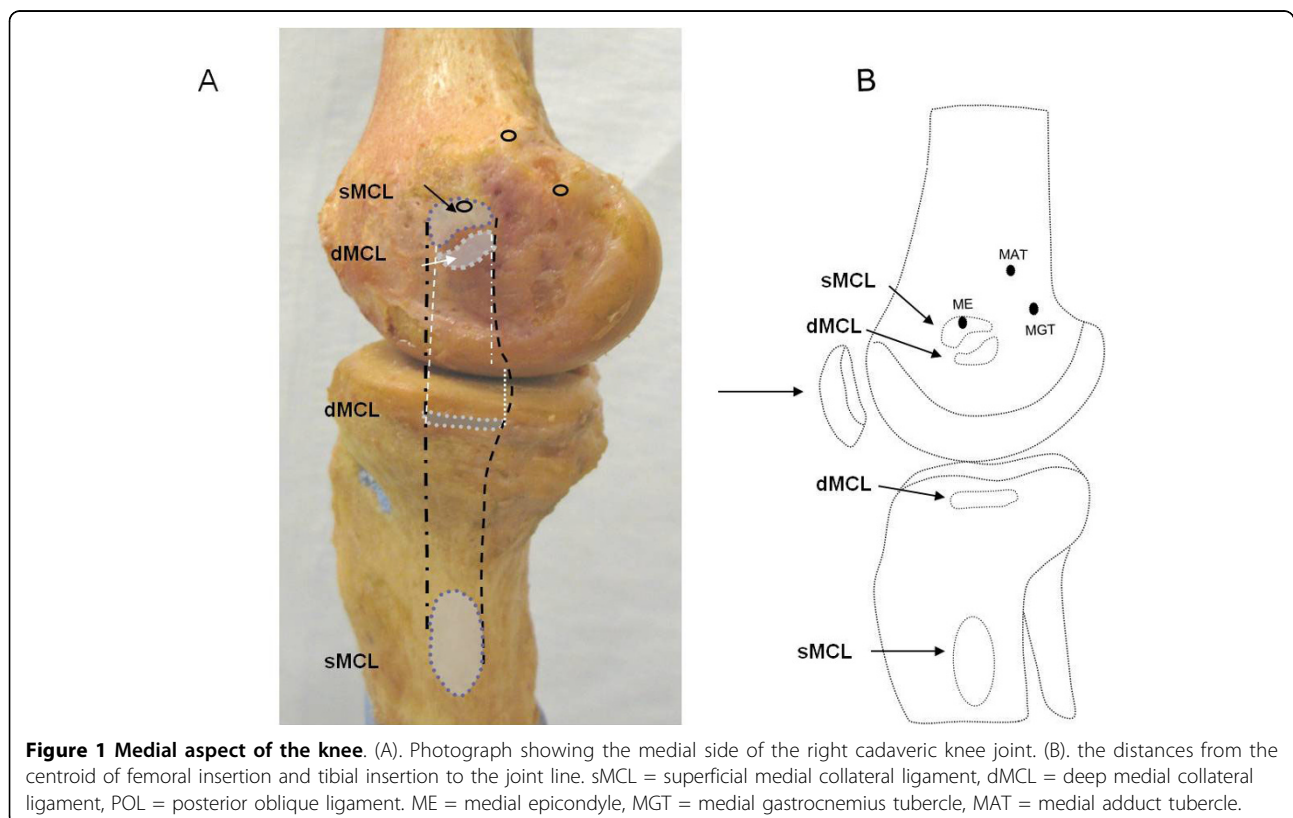 A
B
sMCL
dMCL
dMCL
sMCL
MAT
sMCL
ME
dMCL
MGT
dMCL
sMCL
Figure 1 Medial aspect of the knee. (A). Photograph showing the medial side of the right cadaveric knee joint. (B). the distances from the
centroid of femoral insertion and tibial insertion to the joint line. sMCL = superficial medial collateral ligament, dMCL = deep medial collateral
ligament, POL = posterior oblique ligament. ME = medial epicondyle, MGT = medial gastrocnemius tubercle, MAT = medial adduct tubercle.